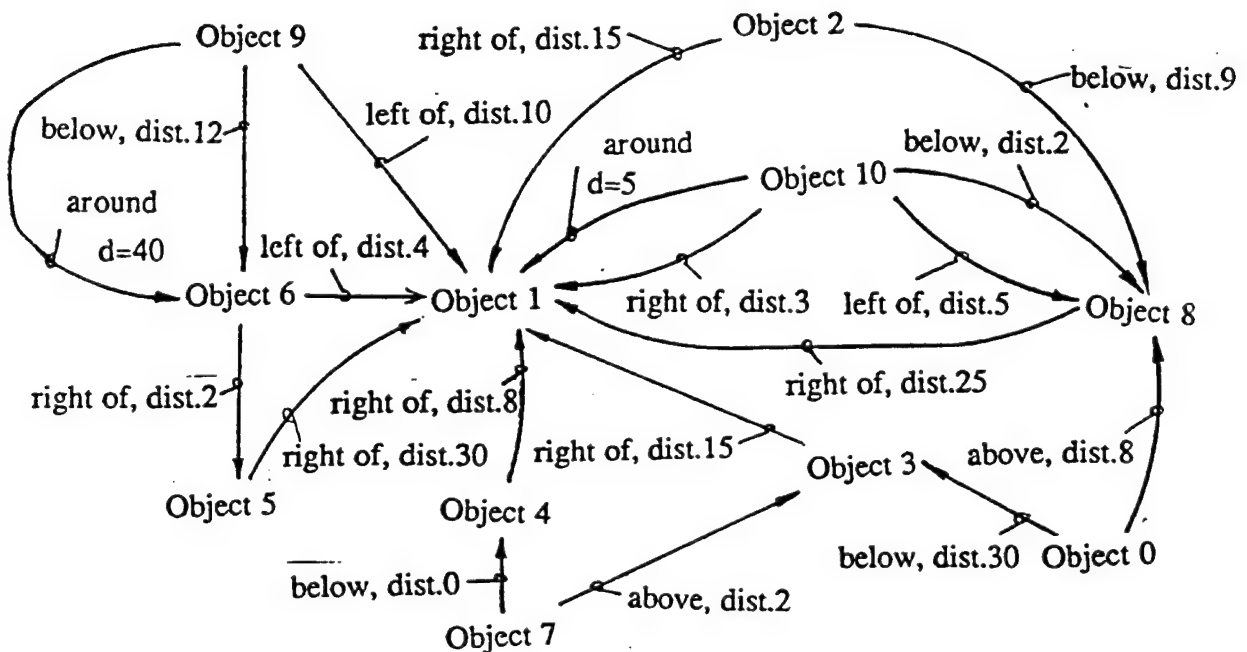 Object 9
right of, dist.15
Object 2
below, dist.9
left of, dist.10
below, dist.12
around
d=5
below, dist.2
Object 10
around
d=40
left of, dist.4
Object 6
Object 1
right of, dist.3
left of, dist.5
Object 8
right of, dist.25
right of, dist.2
right of, dist.8
right of, dist.30
right of, dist.15
Object 3
above, dist.8
Object 5
Object 4
below, dist.30
Object 0
below, dist.0
above, dist.2
Object 7